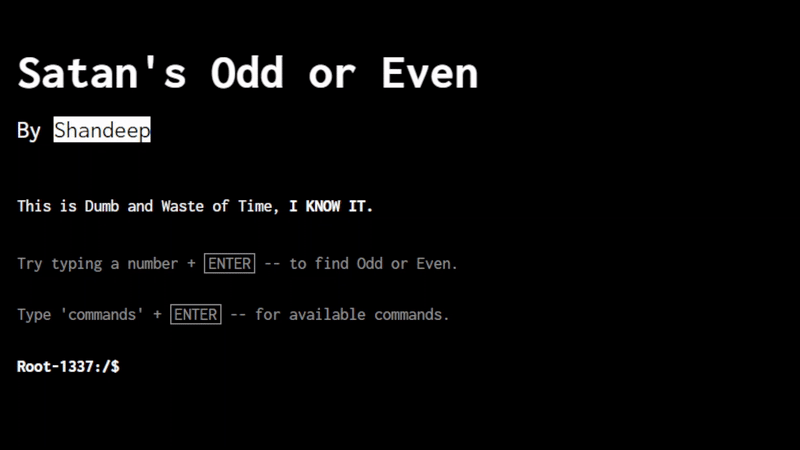 Satan's Odd or Even
By Shandeep
This is Dumb and Waste of Time, I KNOW IT.
Try typing a number + ENTER -- to find Odd or Even.
Type 'commands' + ENTER -- for available commands.
Root-1337:/$